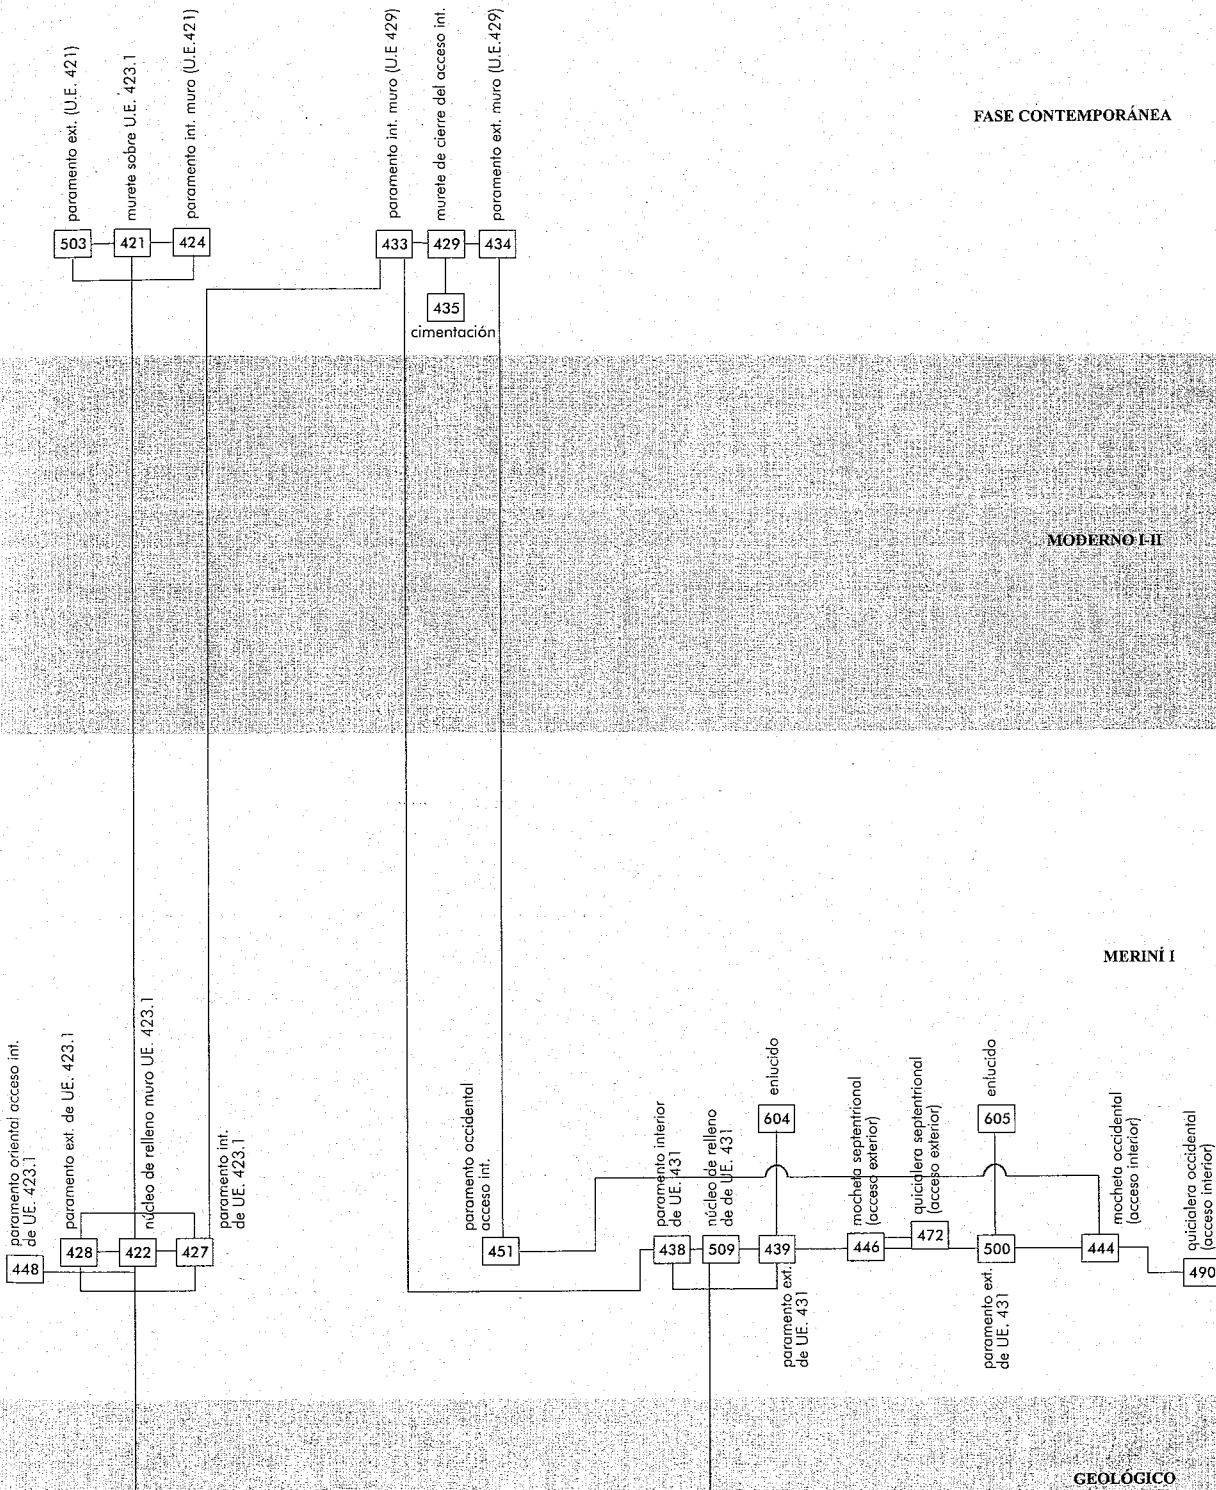 FASE CONTEMPORÁNEA
paramento ext. (U.E. 421)
murete sobre U.E. 423.1
paramento int. muro (U.E.421)
paramento int. muro (U.E 429)
murete de cierre del acceso int.
paramento ext. muro (U.E.429)
503
421
424
433
429
434
435
cimentación
MODERNO I-II
MERINÍ I
paramento oriental acceso int.
de UE. 423.1
paramento ext. de UE. 423.1
núcleo de relleno muro UE. 423.1
paramento int.
de UE. 423.1
paramento occidental
acceso int.
paramento interior
de UE. 431
núcleo de relleno
de de UE. 431
enlucido
604
mocheta septentrional
(acceso exterior)
quicialera septentrional
(acceso exterior)
enlucido
605
mocheta occidental
(acceso interior)
quicialera occidental
(acceso interior)
448
428
422
427
451
438
509
439
446
472
500
444
490
paramento ext.
de UE. 431
paramento ext.
de UE. 431
GEOLÓGICO